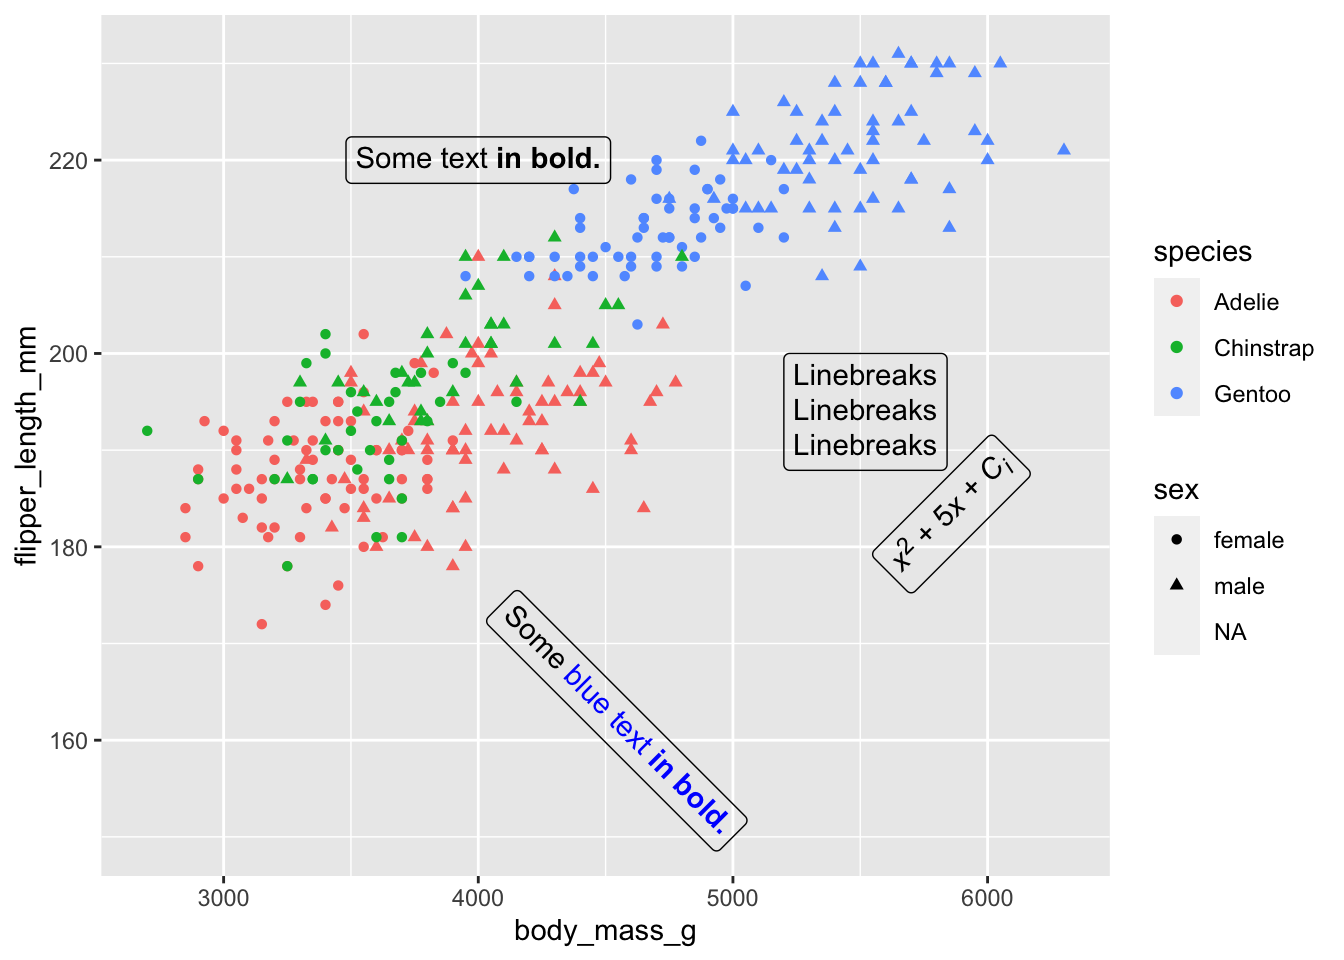 220
200
180
160
flipper_length_mm
3000
4000
5000
6000
body_mass_g
Some text in bold.
Linebreaks
Linebreaks
Linebreaks
x² + 5x + Cᵢ
Some blue text in bold.
species
Adelie
Chinstrap
Gentoo
sex
female
male
NA